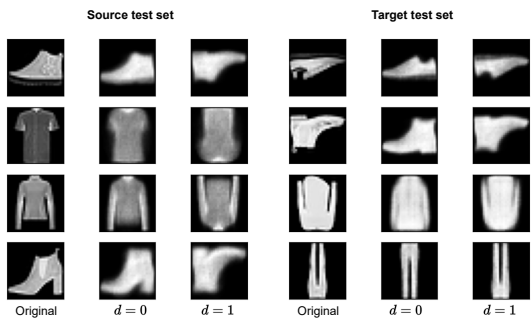 Source test set Target test set
Original d = 0 d = 1 Original d = 0 d = 1